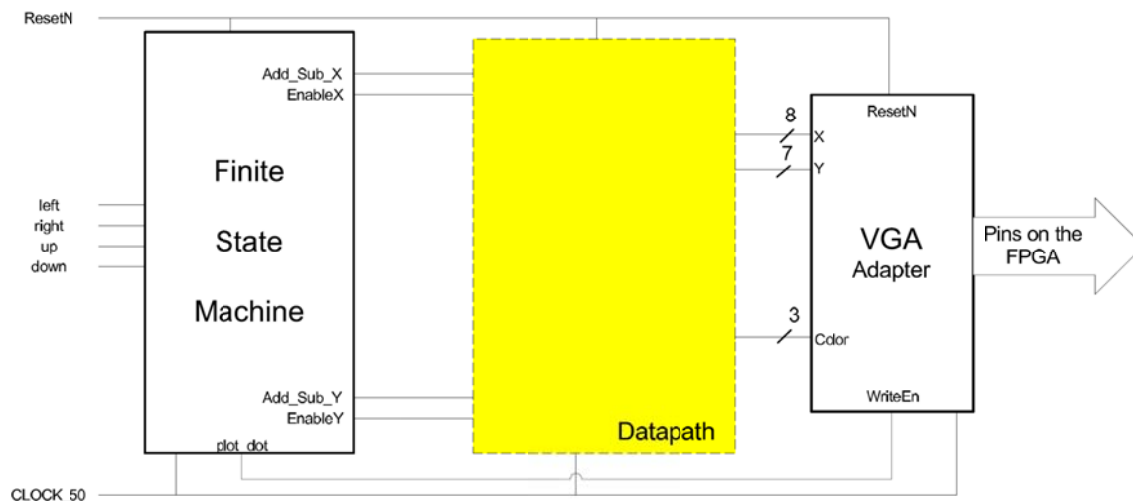 ResetN
Add_Sub_X
EnableX
Finite
State
Machine
left
right
up
down
Add_Sub_Y
EnableY
plot_dot
CLOCK_50
Datapath
8
X
7
Y
3
Color
ResetN
VGA
Adapter
WriteEn
Pins on the
FPGA